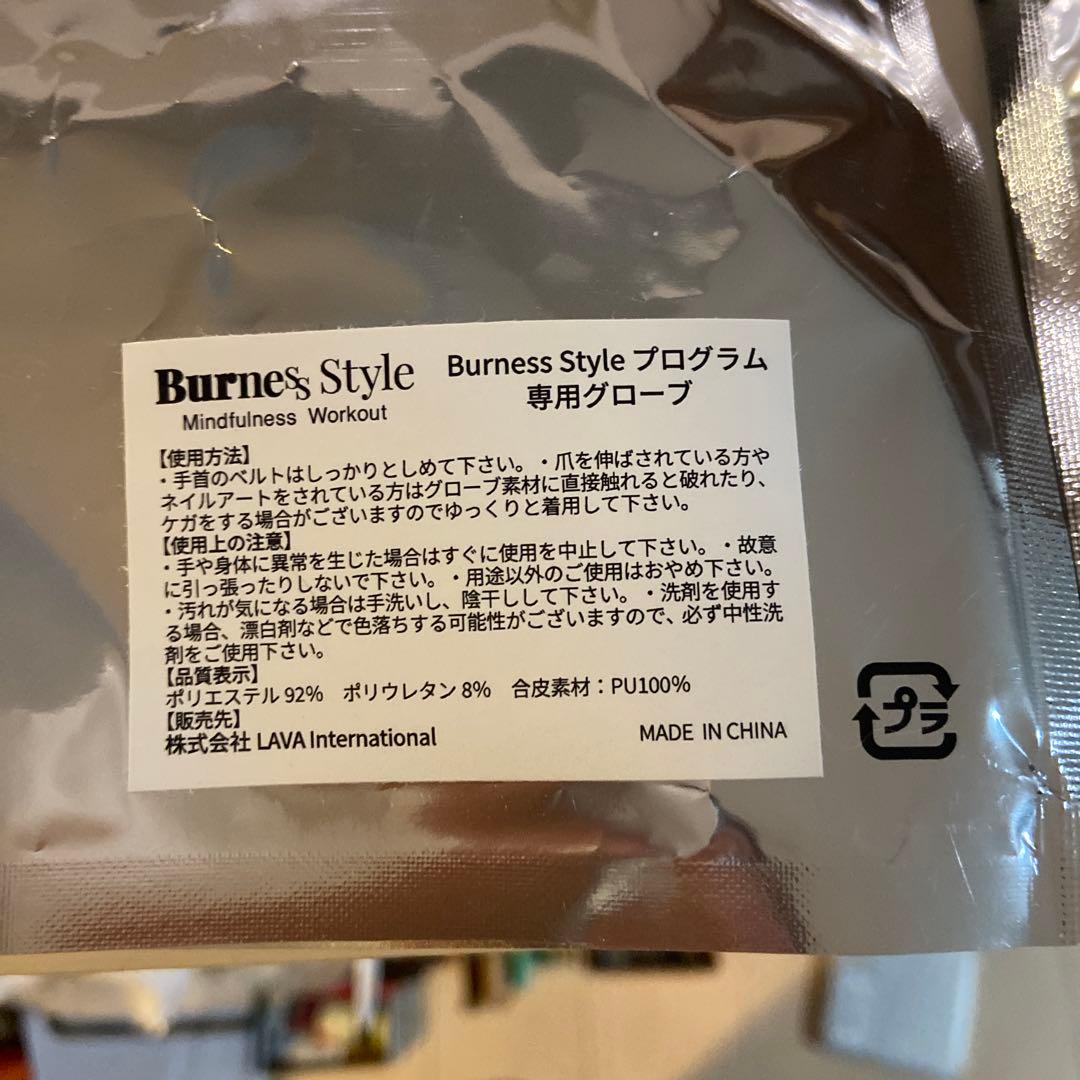 Burness Style
Mindfulness Workout
Burness Style プログラム
専用グローブ
【使用方法】
・手首のベルトはしっかりとしめて下さい。・爪を伸ばされている方や
ネイルアートをされている方はグローブ素材に直接触れると破れたり、
ケガをする場合がございますのでゆっくりと着用して下さい。
【使用上の注意】
・手や身体に異常を生じた場合はすぐに使用を中止して下さい。・故意
に引っ張ったりしないで下さい。・用途以外のご使用はおやめ下さい。
・汚れが気になる場合は手洗いし、陰干しして下さい。・洗剤を使用す
る場合、漂白剤などで色落ちする可能性がございますので、必ず中性洗
剤をご使用下さい。
【品質表示】
ポリエステル 92%　ポリウレタン 8%　合皮素材：PU100%
【販売先】
株式会社 LAVA International
MADE IN CHINA
プラ